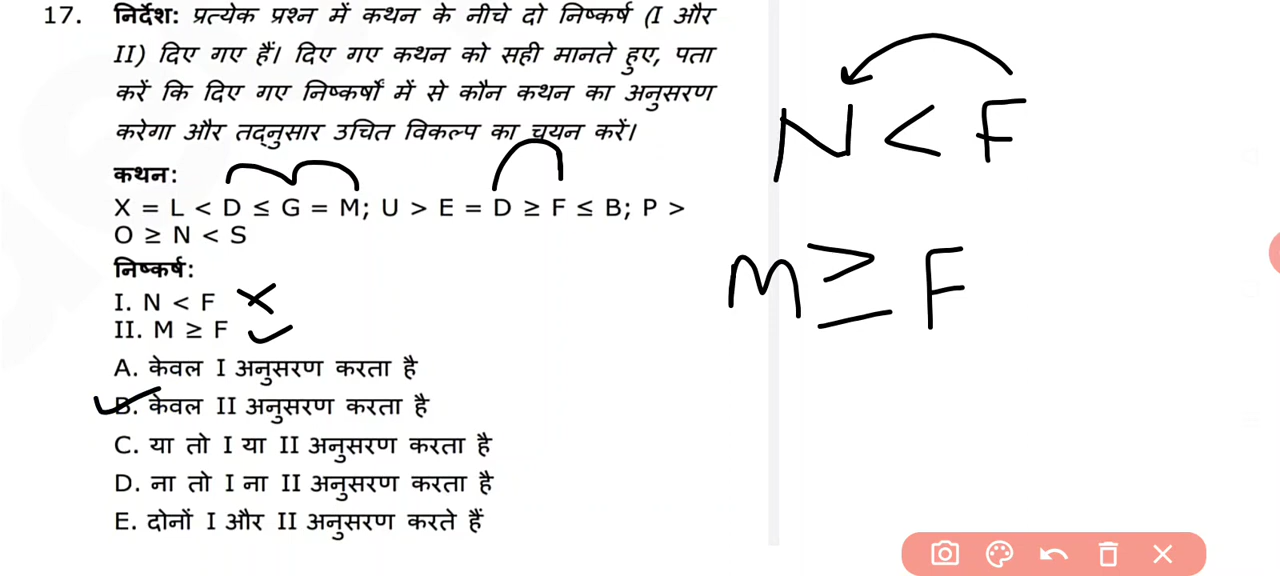 17. निर्देश: प्रत्येक प्रश्न में कथन के नीचे दो निष्कर्ष (I और
II) दिए गए हैं। दिए गए कथन को सही मानते हुए, पता
करें कि दिए गए निष्कर्षों में से कौन कथन का अनुसरण
करेगा और तद्नुसार उचित विकल्प का चयन करें।
कथन:
X = L < D ≤ G = M; U > E = D ≥ F ≤ B; P >
O ≥ N < S
निष्कर्ष:
I. N < F
II. M ≥ F
A. केवल I अनुसरण करता है
B. केवल II अनुसरण करता है
C. या तो I या II अनुसरण करता है
D. ना तो I ना II अनुसरण करता है
E. दोनों I और II अनुसरण करते हैं
N < F
M ≥ F